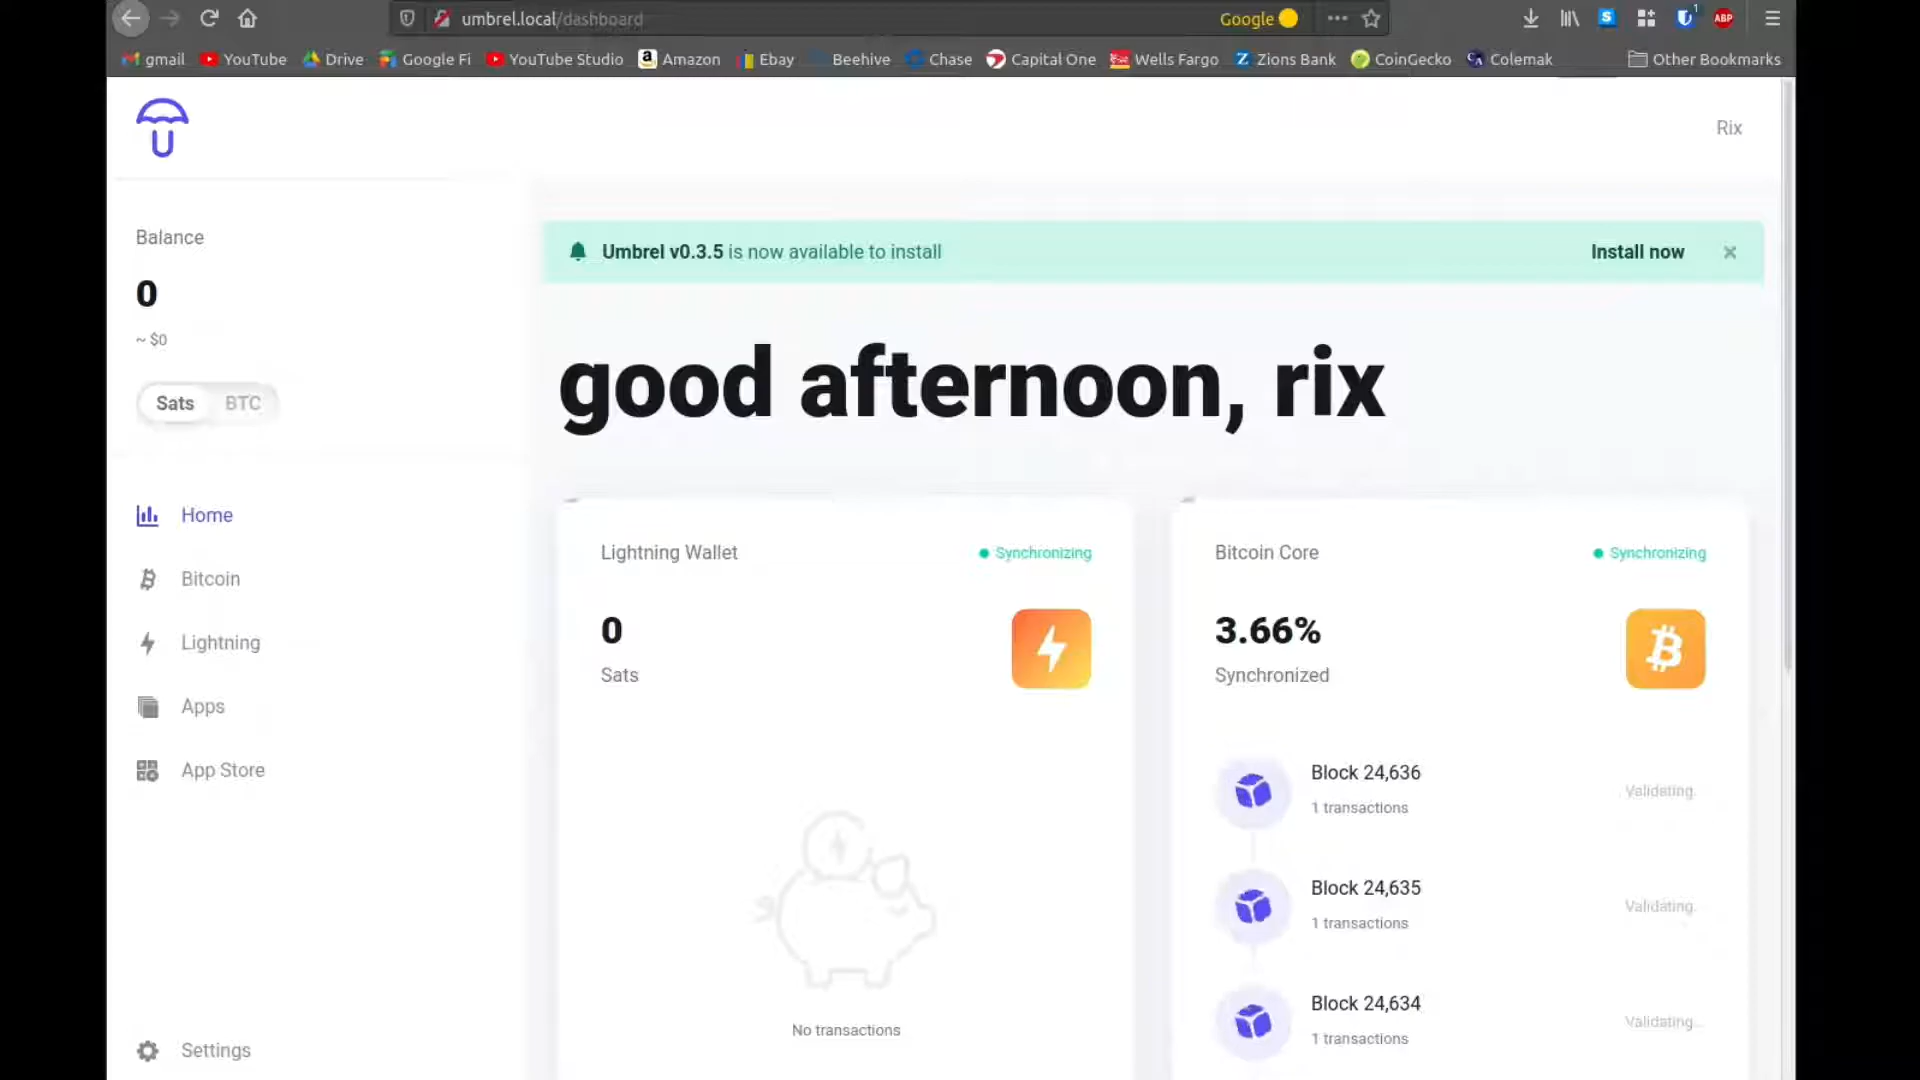 umbrel.local/dashboard
Google
1
ABP
gmail YouTube Drive Google Fi YouTube Studio Amazon Ebay Beehive Chase Capital One Wells Fargo Zions Bank CoinGecko Colemak Other Bookmarks
U
Rix
Balance
0
~ $0
Sats BTC
Home
Bitcoin
Lightning
Apps
App Store
Settings
Umbrel v0.3.5 is now available to install
Install now
good afternoon, rix
Lightning Wallet
Synchronizing
0
Sats
No transactions
Bitcoin Core
Synchronizing
3.66%
Synchronized
Block 24,636
1 transactions
Validating.
Block 24,635
1 transactions
Validating.
Block 24,634
1 transactions
Validating..